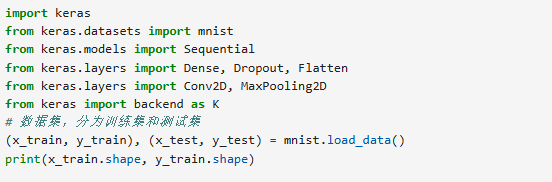 import keras
from keras.datasets import mnist
from keras.models import Sequential
from keras.layers import Dense, Dropout, Flatten
from keras.layers import Conv2D, MaxPooling2D
from keras import backend as K
# 数据集，分为训练集和测试集
(x_train, y_train), (x_test, y_test) = mnist.load_data()
print(x_train.shape, y_train.shape)